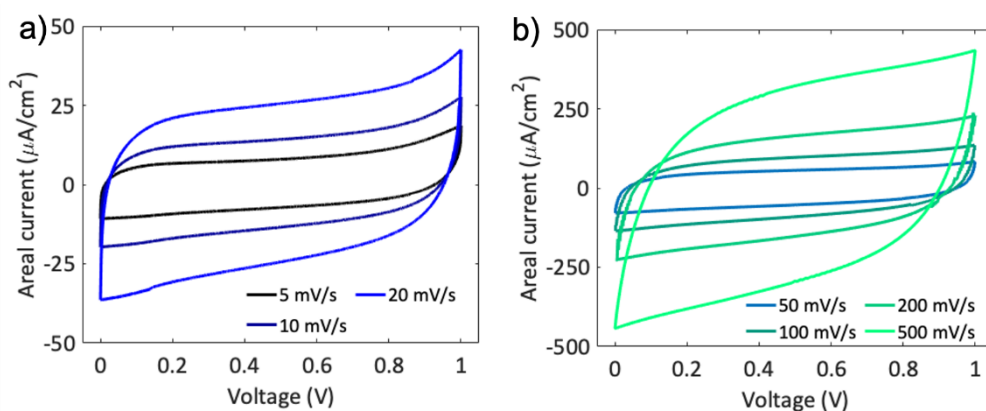 a)
50
25
0
-25
-50
Areal current (μA/cm²)
5 mV/s
20 mV/s
10 mV/s
0
0.2
0.4
0.6
0.8
1
Voltage (V)
b)
500
250
0
-250
-500
Areal current (μA/cm²)
50 mV/s
200 mV/s
100 mV/s
500 mV/s
0
0.2
0.4
0.6
0.8
1
Voltage (V)